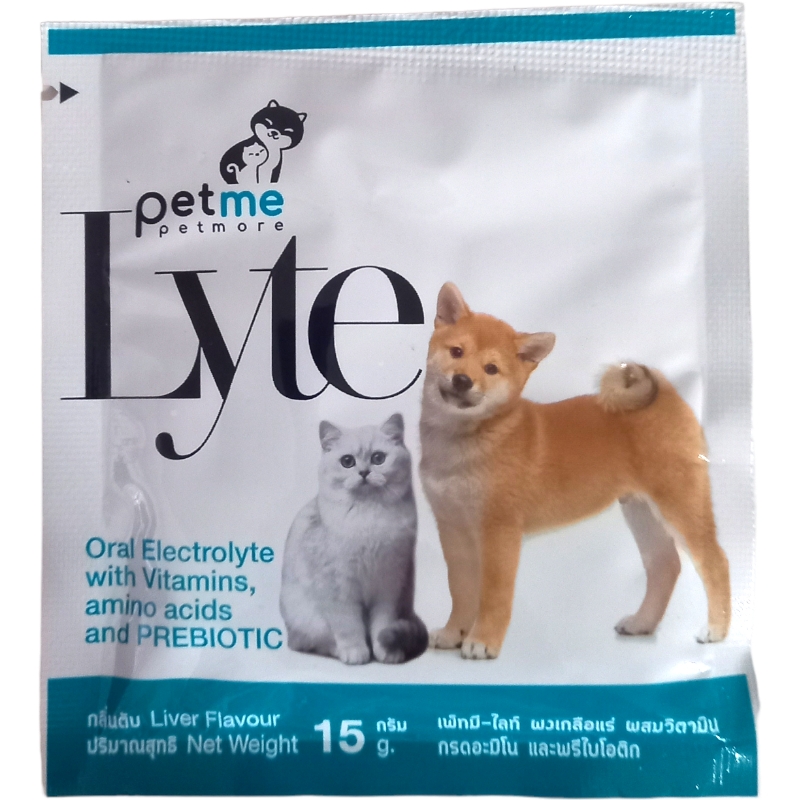 petme
petmore
Lyte
Oral Electrolyte
with Vitamins,
amino acids
and PREBIOTIC
กลิ่นตับ Liver Flavour
ปริมาณสุทธิ Net Weight 15 กรัม g.
เพ็ทมี-ไลท์ ผงเกลือแร่ ผสมวิตามิน
กรดอะมิโน และพรีไบโอติก